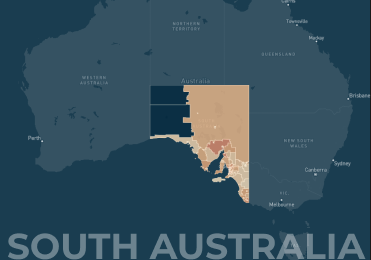 Cairns
Townsville
NORTHERN
TERRITORY
Mackay
QUEENSLAND
WESTERN
AUSTRALIA
Australia
Brisbane
Perth
NEW SOUTH
WALES
Sydney
Canberra
VIC
Melbourne
SOUTH AUSTRALIA